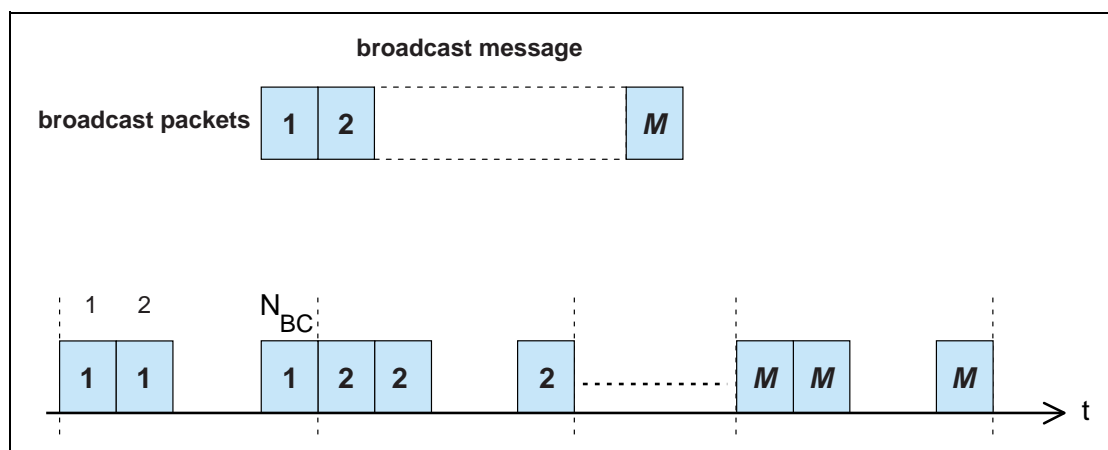 broadcast message
broadcast packets 1 2 M
1 2 N_BC
1 1 1 2 2 2 M M M
t